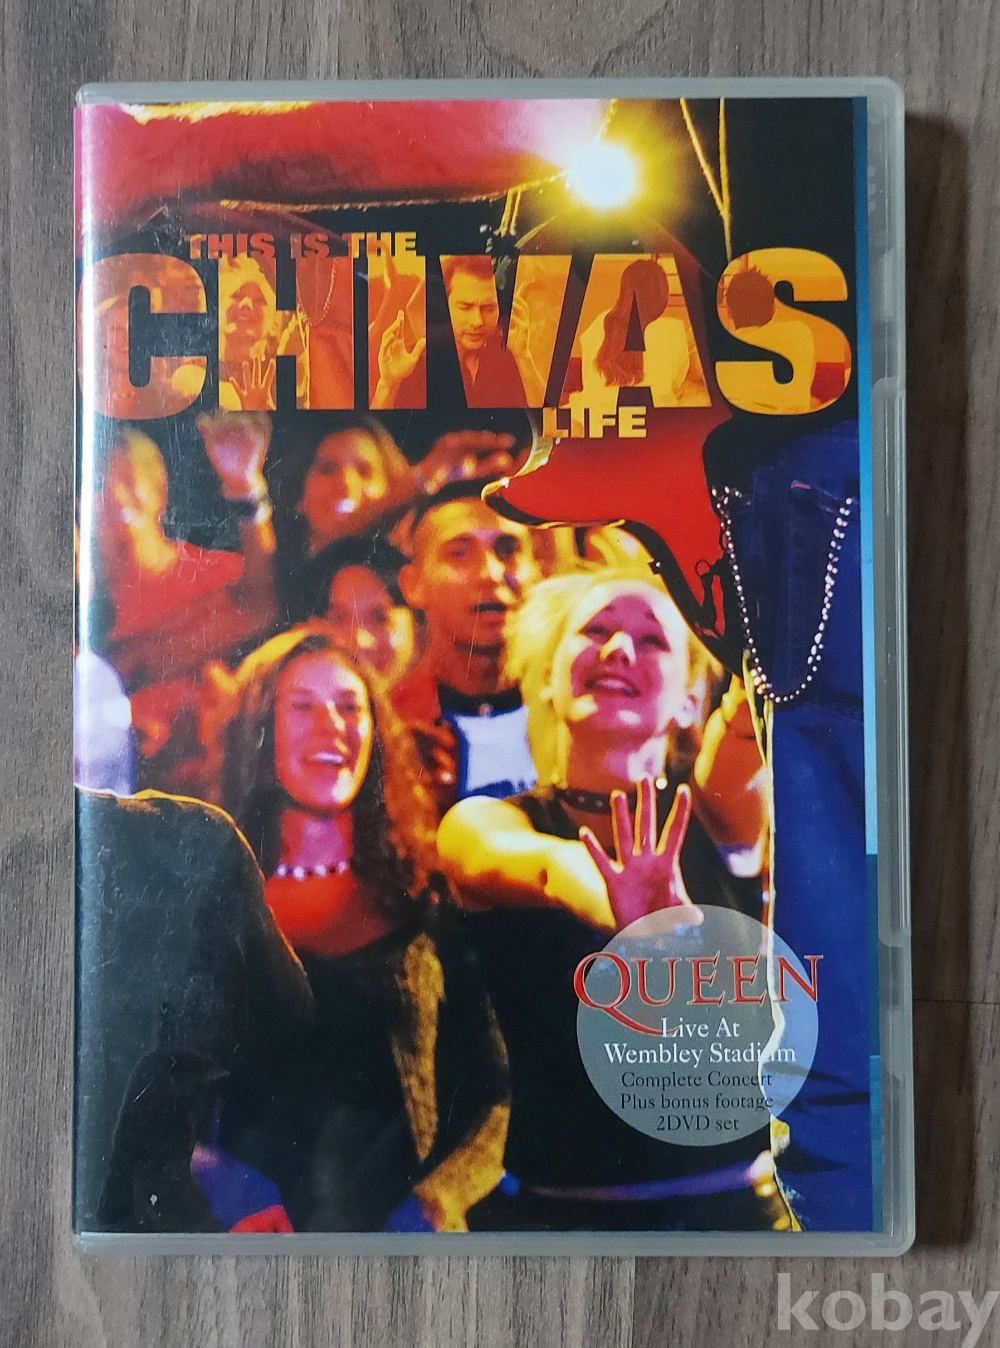 THIS IS THE
CHIVAS
LIFE
QUEEN
Live At
Wembley Stadium
Complete Concert
Plus bonus footage
2DVD set
kobay